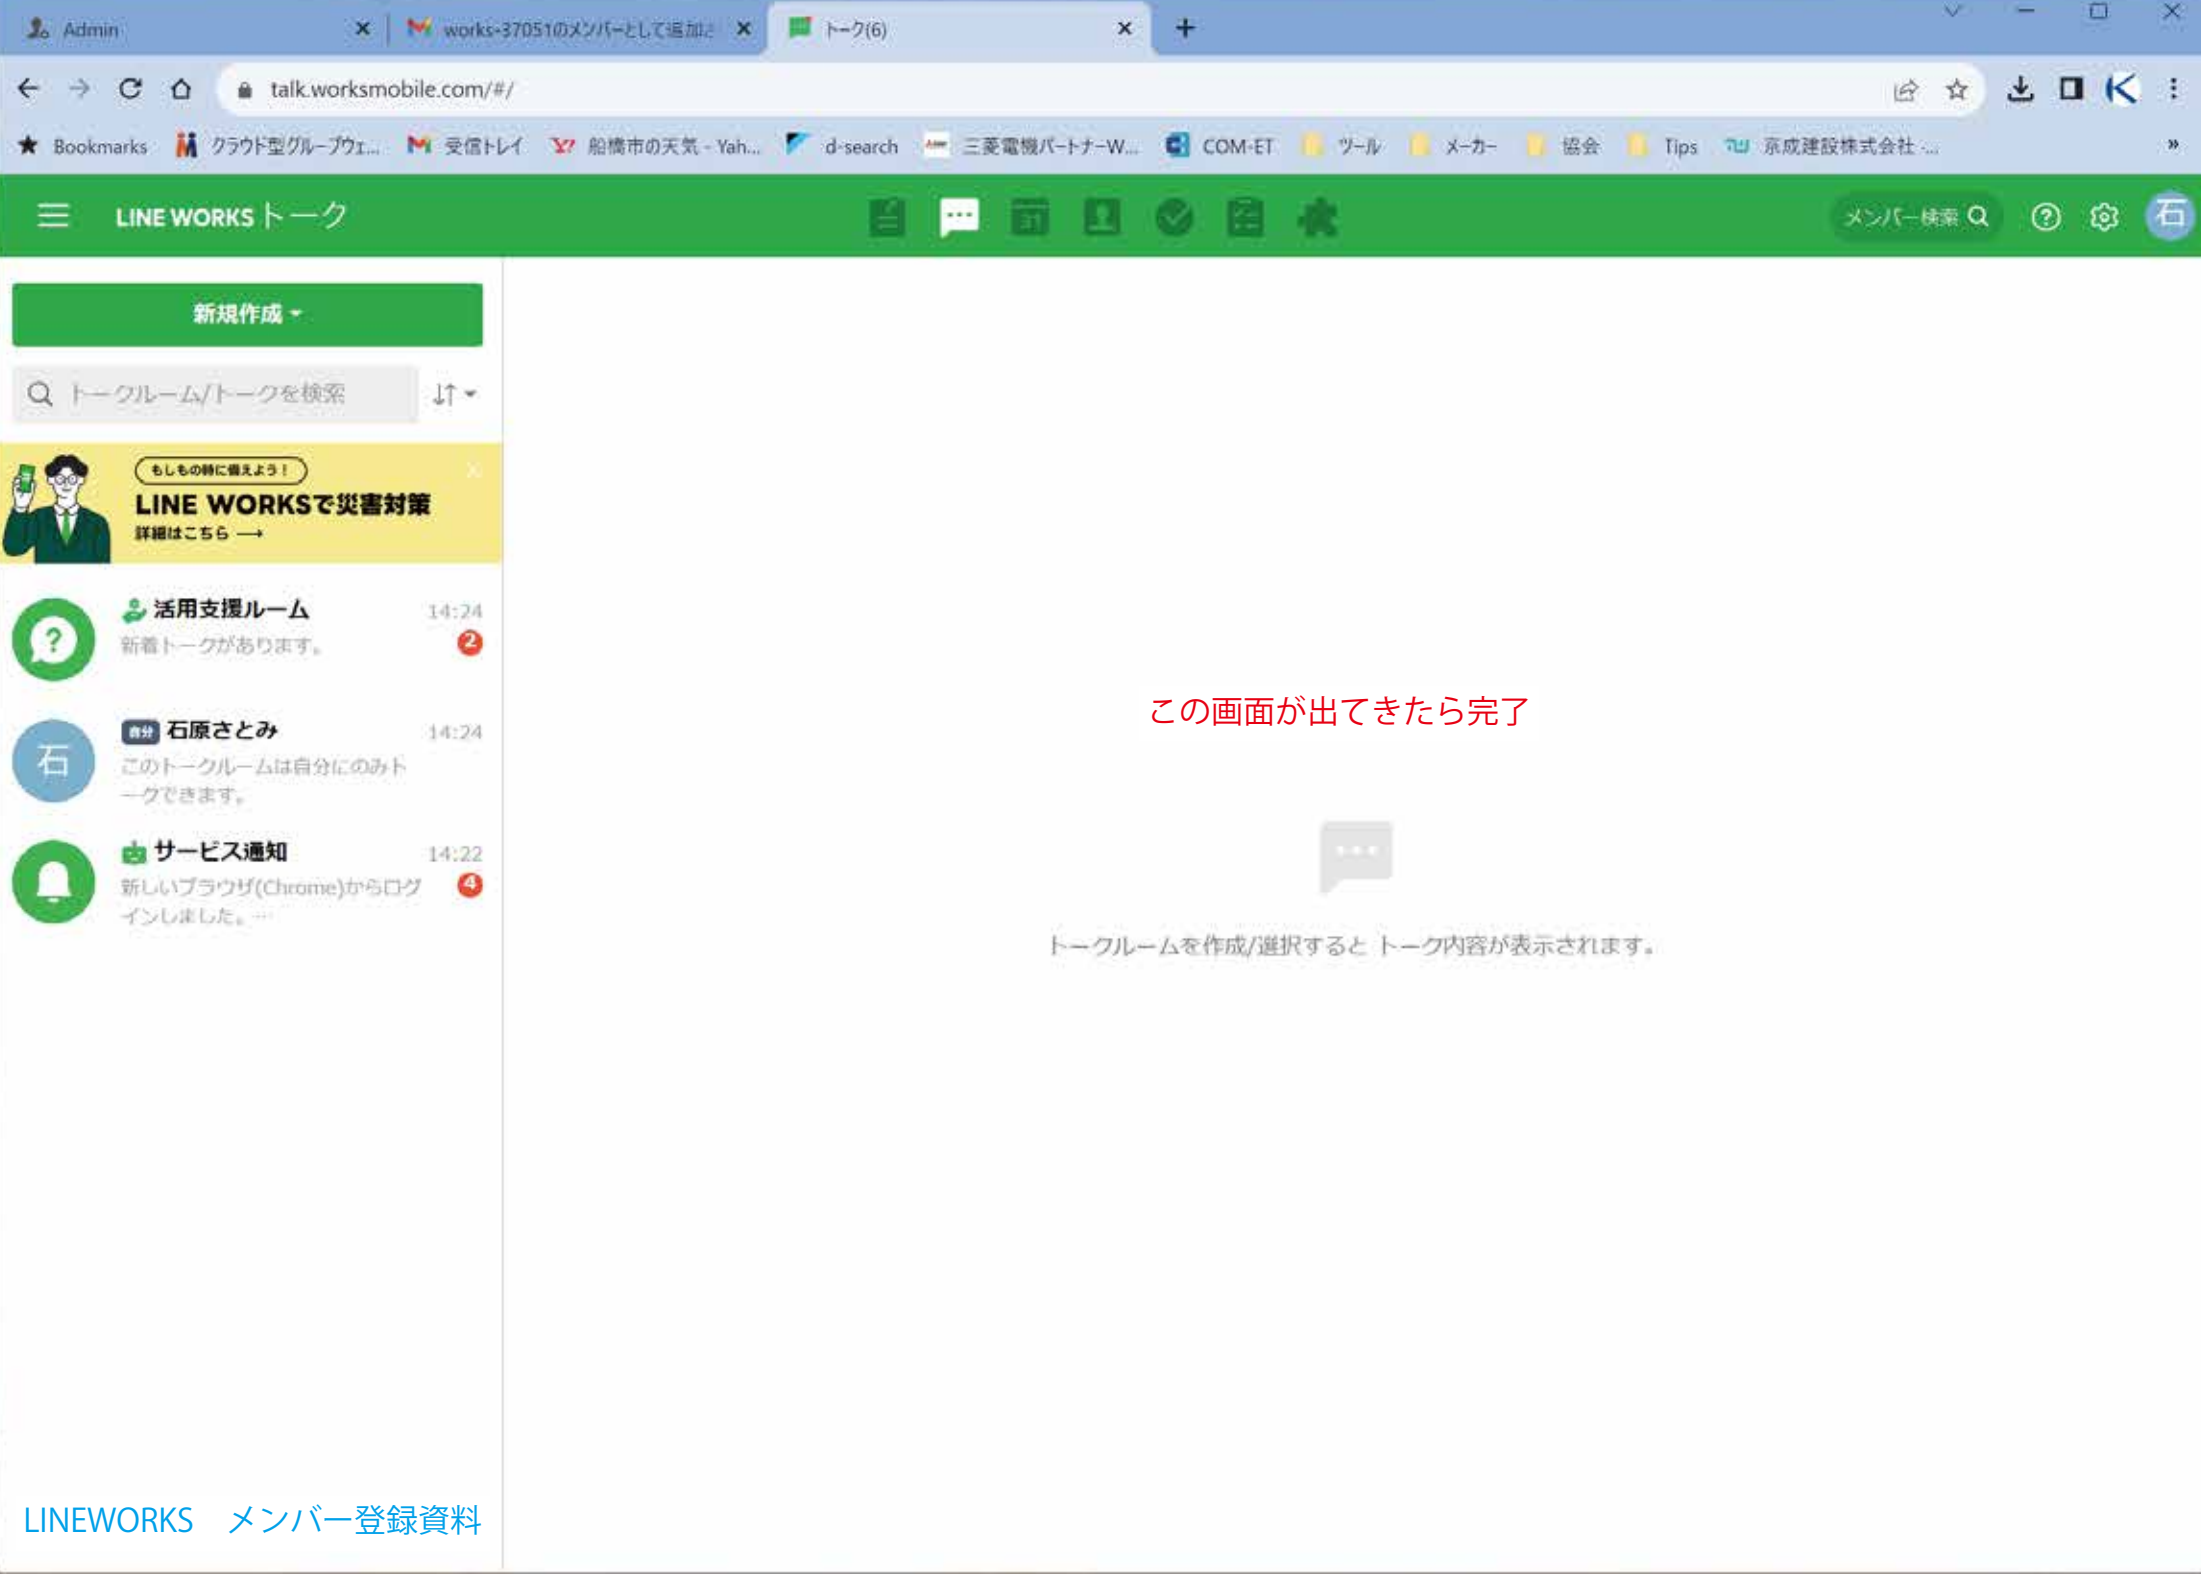 Admin
works-37051のメンバーとして追加
トーク(6)
talk.worksmobile.com/#/
Bookmarks クラウド型グループウェ... 受信トレイ 船橋市の天気 - Yah... d-search 三菱電機パートナーW... COM-ET ツール メーカー 協会 Tips 京成建設株式会社 -...
LINE WORKS トーク
31
メンバー検索
石
新規作成
トークルーム/トークを検索
もしもの時に備えよう!
LINE WORKSで災害対策
詳細はこちら →
活用支援ルーム 14:24
新着トークがあります。 2
石
自分 石原さとみ 14:24
このトークルームは自分にのみト
ークできます。
サービス通知 14:22
新しいブラウザ(Chrome)からログ 4
インしました。...
この画面が出てきたら完了
トークルームを作成/選択すると トーク内容が表示されます。
LINEWORKS メンバー登録資料